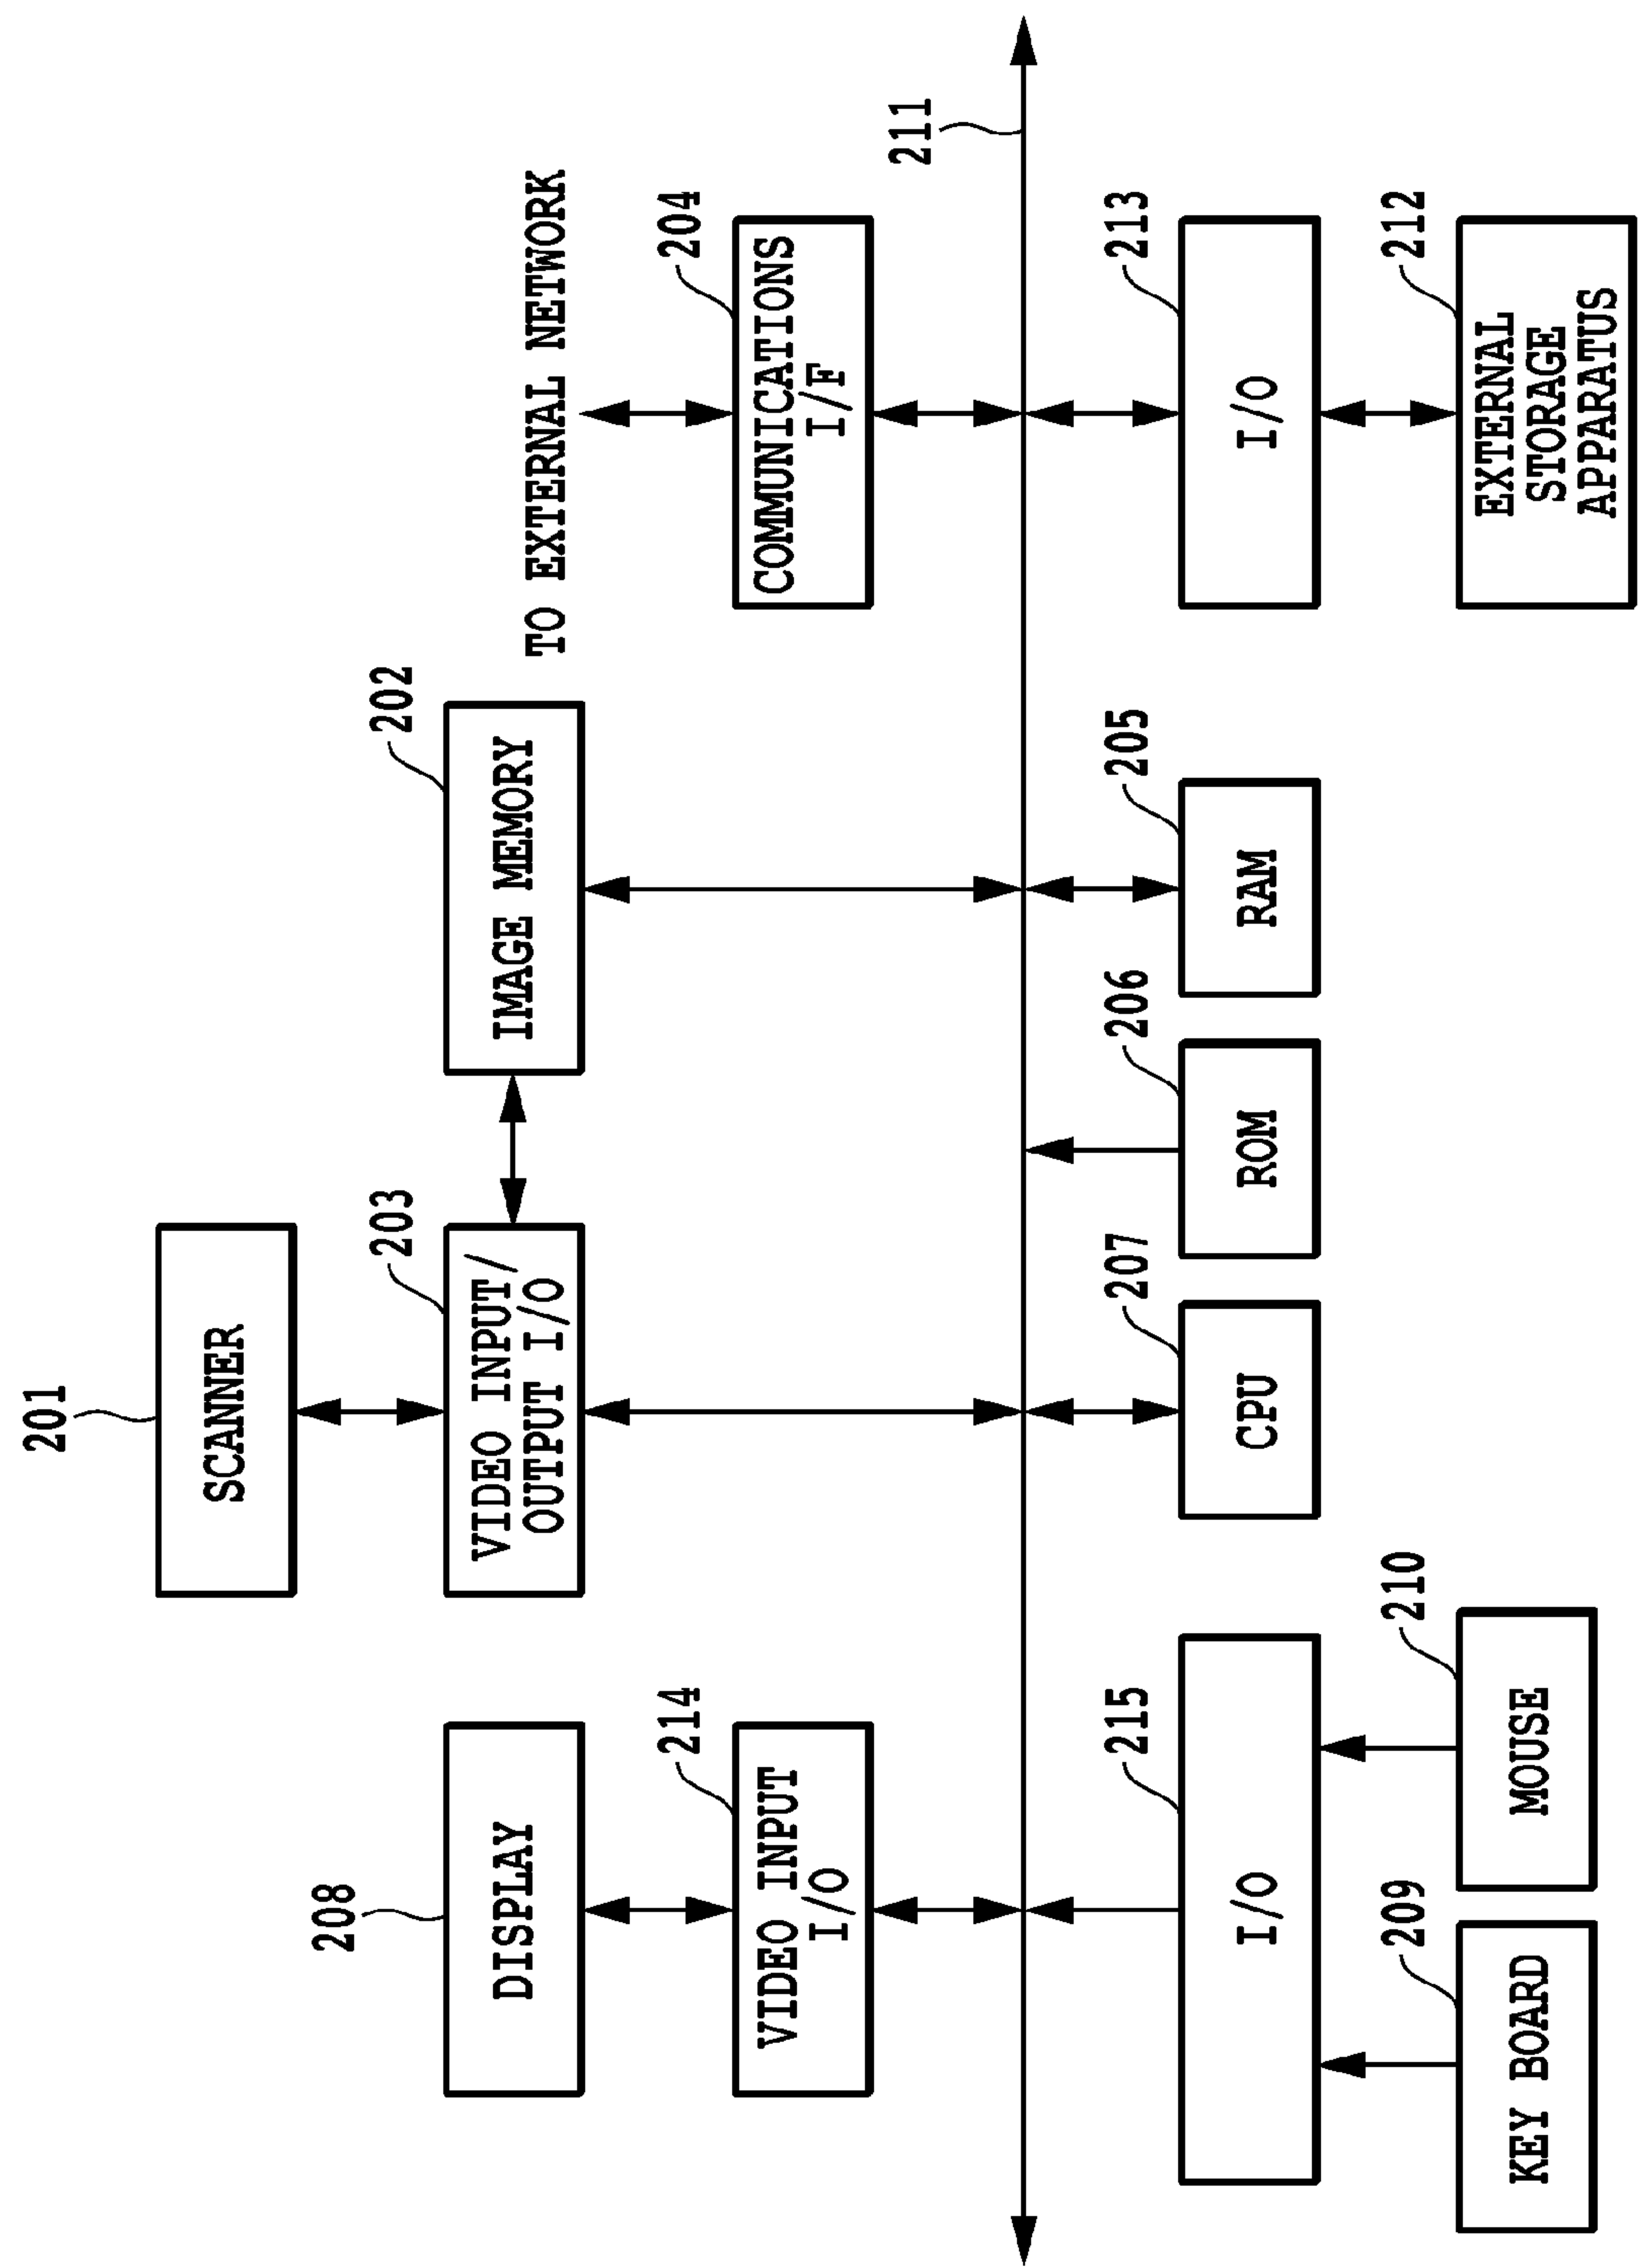 201
SCANNER
208
DISPLAY
203
VIDEO INPUT/
OUTPUT I/O
202
IMAGE MEMORY
TO EXTERNAL NETWORK
214
VIDEO INPUT
I/O
204
COMMUNICATIONS
I/F
211
215
I/O
207
CPU
206
ROM
205
RAM
213
I/O
209
KEY BOARD
210
MOUSE
212
EXTERNAL
STORAGE
APPARATUS